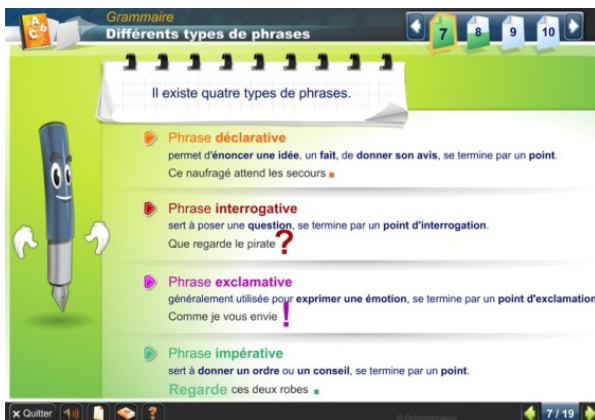 Grammaire
Différents types de phrases
7 8 9 10
Il existe quatre types de phrases.
Phrase déclarative
permet d'énoncer une idée, un fait, de donner son avis, se termine par un point.
Ce naufragé attend les secours .
Phrase interrogative
sert à poser une question, se termine par un point d'interrogation.
Que regarde le pirate ?
Phrase exclamative
généralement utilisée pour exprimer une émotion, se termine par un point d'exclamation
Comme je vous envie !
Phrase impérative
sert à donner un ordre ou un conseil, se termine par un point.
Regarde ces deux robes .
x Quitter ? 7 / 19